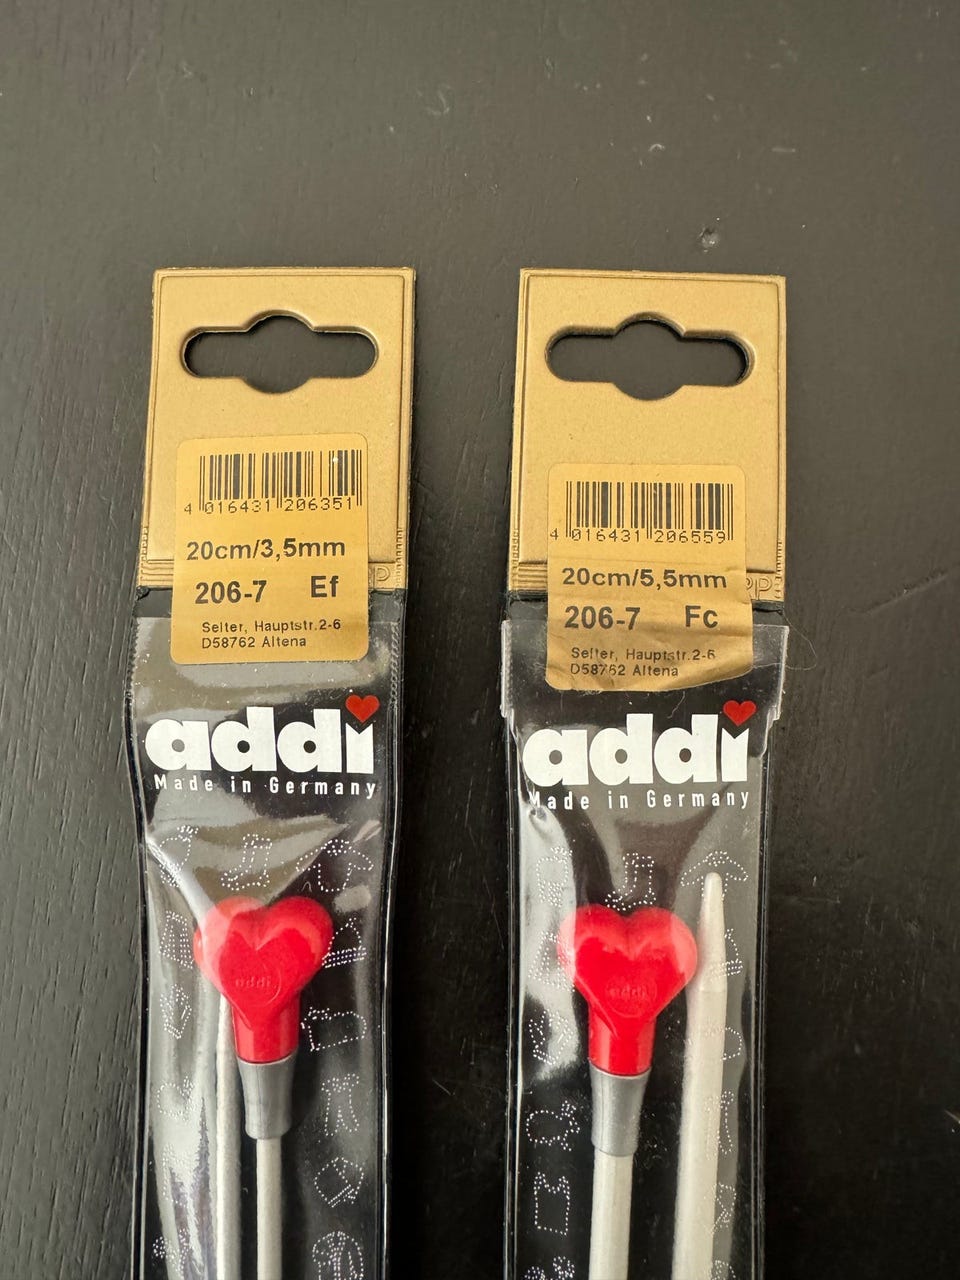 4 016431 206351
20cm/3,5mm
206-7 Ef
Selter, Hauptstr.2-6
D58762 Altena
addi
Made in Germany
addi
4 016431 206559
20cm/5,5mm
206-7 Fc
Selter, Hauptstr.2-6
D58762 Altena
addi
Made in Germany
addi